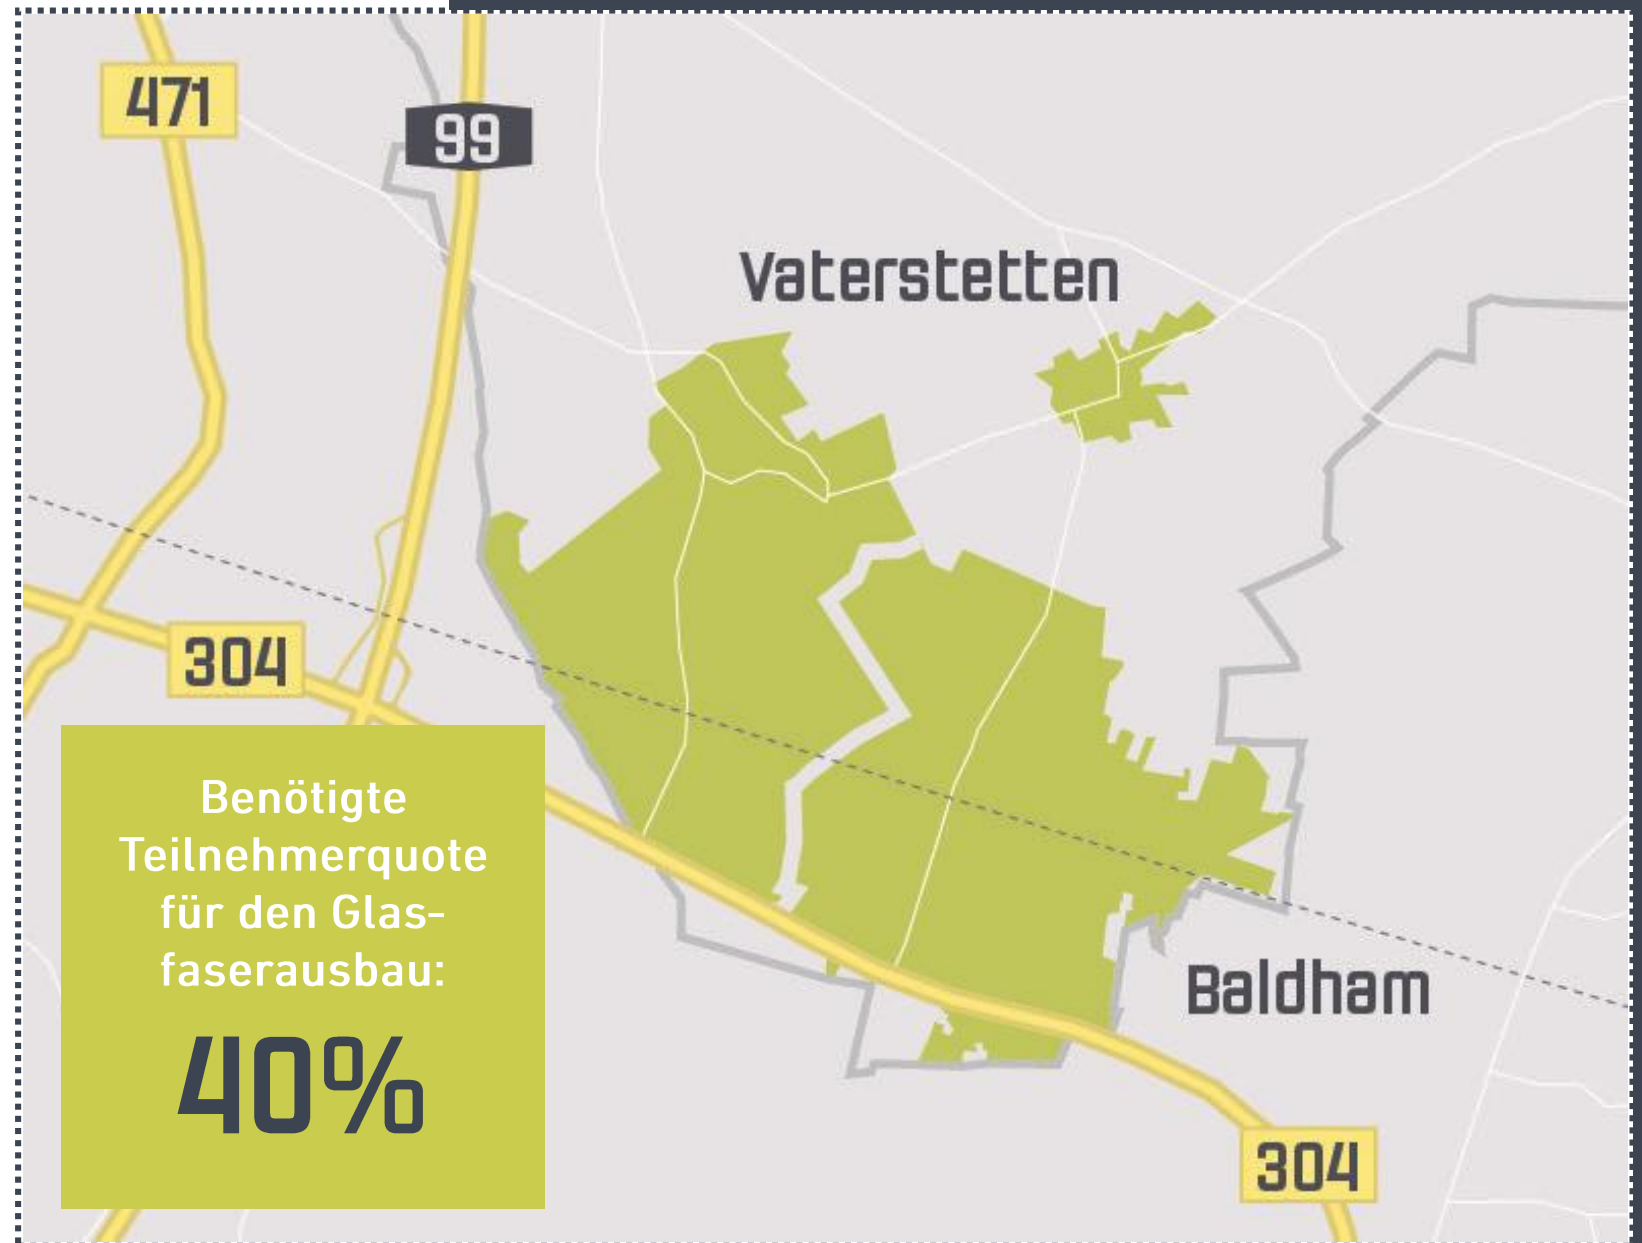 471
99
Vaterstetten
304
Benötigte
Teilnehmerquote
für den Glas-
faserausbau:
40%
Baldham
304